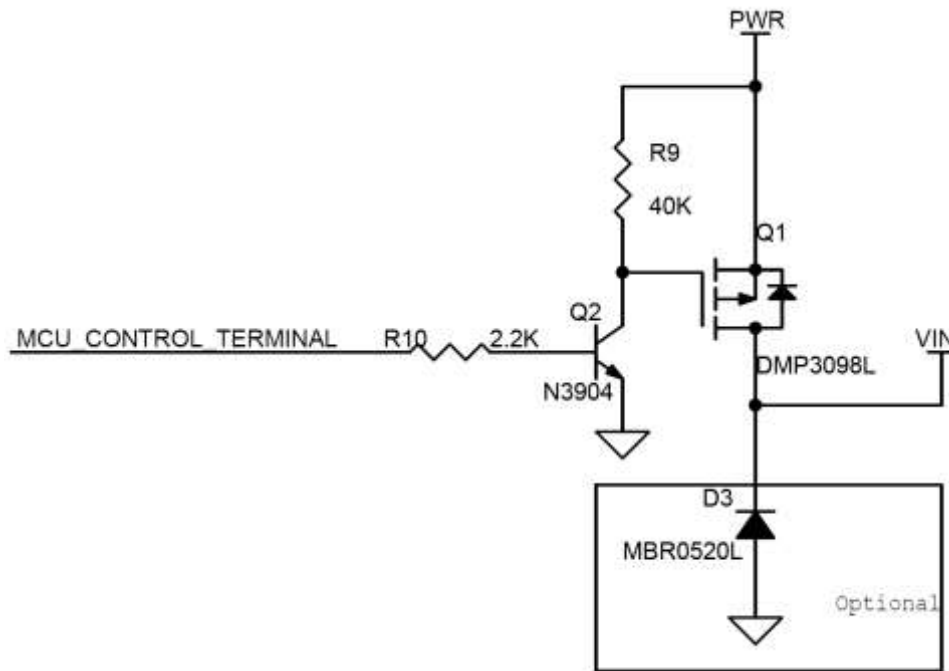 PWR
R9
40K
Q1
Q2
MCU_CONTROL_TERMINAL R10 2.2K
VIN
DMP3098L
N3904
D3
MBR0520L
Optional